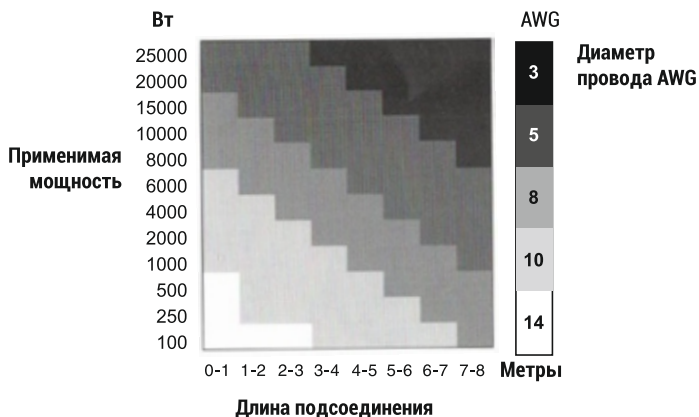 Вт
AWG
25000
20000
15000
10000
8000
6000
4000
2000
1000
500
250
100
Применимая
мощность
3
5
8
10
14
Диаметр
провода AWG
0-1 1-2 2-3 3-4 4-5 5-6 6-7 7-8 Метры
Длина подсоединения